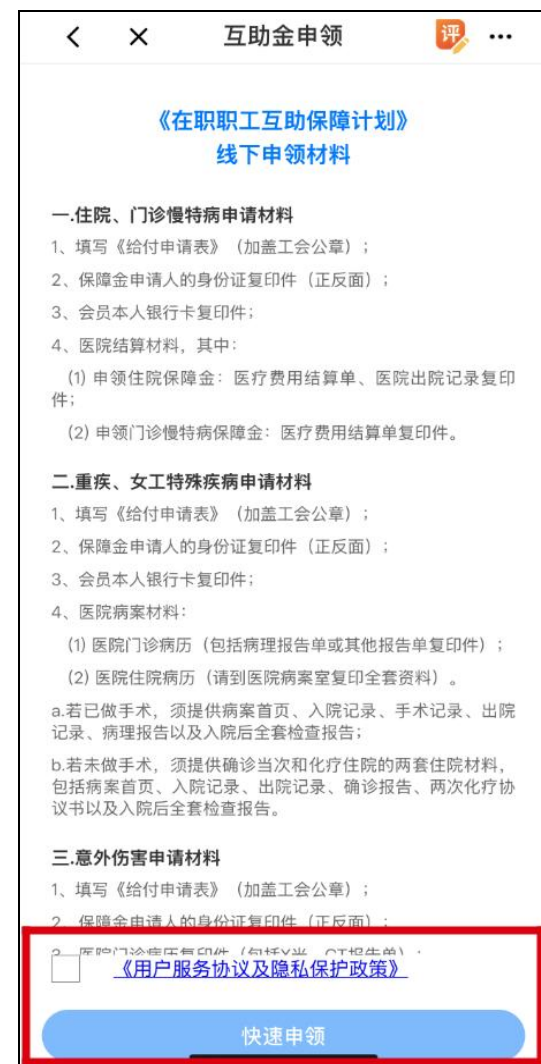 互助金申领
评
《在职职工互助保障计划》
线下申领材料
一.住院、门诊慢特病申请材料
1、填写《给付申请表》（加盖工会公章）;
2、保障金申请人的身份证复印件（正反面）;
3、会员本人银行卡复印件;
4、医院结算材料，其中:
(1) 申领住院保障金：医疗费用结算单、医院出院记录复印
件;
(2) 申领门诊慢特病保障金：医疗费用结算单复印件。
二.重疾、女工特殊疾病申请材料
1、填写《给付申请表》（加盖工会公章）;
2、保障金申请人的身份证复印件（正反面）;
3、会员本人银行卡复印件;
4、医院病案材料:
(1) 医院门诊病历（包括病理报告单或其他报告单复印件）;
(2) 医院住院病历（请到医院病案室复印全套资料）。
a.若已做手术，须提供病案首页、入院记录、手术记录、出院
记录、病理报告以及入院后全套检查报告;
b.若未做手术，须提供确诊当次和化疗住院的两套住院材料，
包括病案首页、入院记录、出院记录、确诊报告、两次化疗协
议书以及入院后全套检查报告。
三.意外伤害申请材料
1、填写《给付申请表》（加盖工会公章）;
2、保障金申请人的身份证复印件（正反面）;
3、医院门诊病历复印件（包括X光、CT报告单）;
《用户服务协议及隐私保护政策》
快速申领